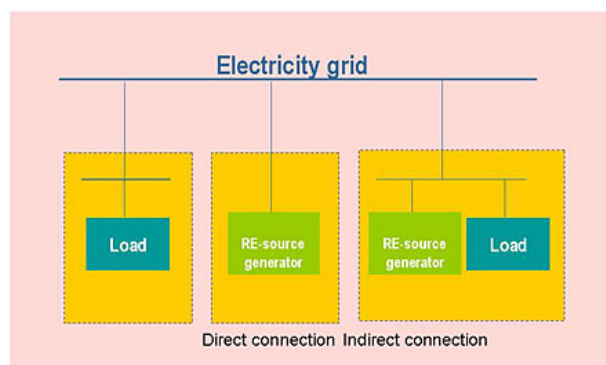 Electricity grid
Load
RE-source
generator
RE-source
generator
Load
Direct connection
Indirect connection